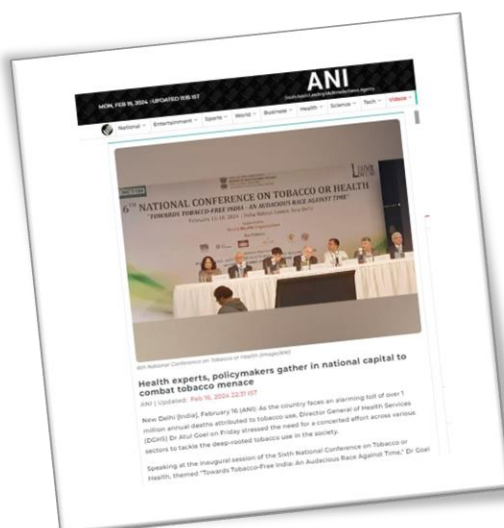 MON, FEB 19, 2024 | UPDATED 11:15 IST
ANI
South Asia's Leading Multimedia News Agency
National Entertainment Sports World Business Health Science Tech Videos
6TH NATIONAL CONFERENCE ON TOBACCO OR HEALTH
"TOWARDS TOBACCO-FREE INDIA - AN AUDACIOUS RACE AGAINST TIME"
6th National Conference on Tobacco or Health (Image/ANI)
Health experts, policymakers gather in national capital to
combat tobacco menace
ANI | Updated: Feb 16, 2024 22:31 IST
New Delhi [India], February 16 (ANI): As the country faces an alarming toll of over 1
million annual deaths attributed to tobacco use, Director General of Health Services
(DGHS) Dr Atul Goel on Friday stressed the need for a concerted effort across various
sectors to tackle the deep-rooted tobacco use in the society.
Speaking at the inaugural session of the Sixth National Conference on Tobacco or
Health, themed "Towards Tobacco-Free India: An Audacious Race Against Time," Dr Goel